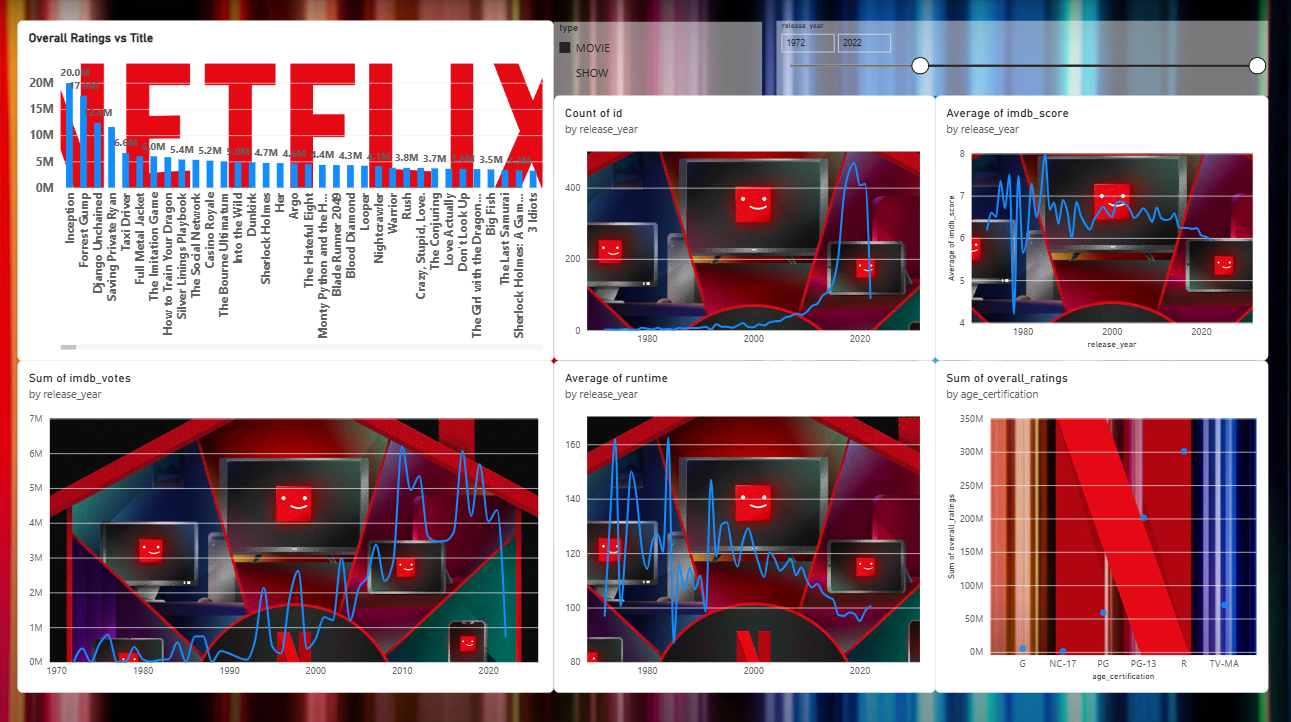 Overall Ratings vs Title
20M
15M
10M
5M
0M
20.0M
6.0M
5.4M
5.2M
5.0M
4.7M
4.4M
4.3M
4.1M
3.8M
3.7M
3.5M
NETFLIX
Inception
Forrest Gump
Django Unchained
Saving Private Ryan
Taxi Driver
Full Metal Jacket
The Imitation Game
How to Train Your Dragon
Silver Lining Playbook
The Social Network
Casino Royale
The Bourne Ultimatum
Into the Wild
Dunkirk
Sherlock Holmes
Her
Argo
The Hateful Eight
Monty Python and the H...
Blade Runner 2049
Blood Diamond
Looper
Nightcrawler
Warrior
Rush
Crazy, Stupid, Love.
The Conjuring
Love Actually
Don't Look Up
The Girl with the Dragon...
Big Fish
The Last Samurai
Sherlock Holmes: A Gam...
3 Idiots
type
MOVIE
SHOW
release_year
1972 2022
Count of id
by release_year
400
200
0
1980 2000 2020
Average of imdb_score
by release_year
Average of imdb_score
8
7
6
5
4
1980 2000 2020
release_year
Sum of imdb_votes
by release_year
7M
6M
5M
4M
3M
2M
1M
0M
1970 1980 1990 2000 2010 2020
Average of runtime
by release_year
160
140
120
100
80
1980 2000 2020
Sum of overall_ratings
by age_certification
Sum of overall_ratings
350M
300M
250M
200M
150M
100M
50M
0M
G NC-17 PG PG-13 R TV-MA
age_certification